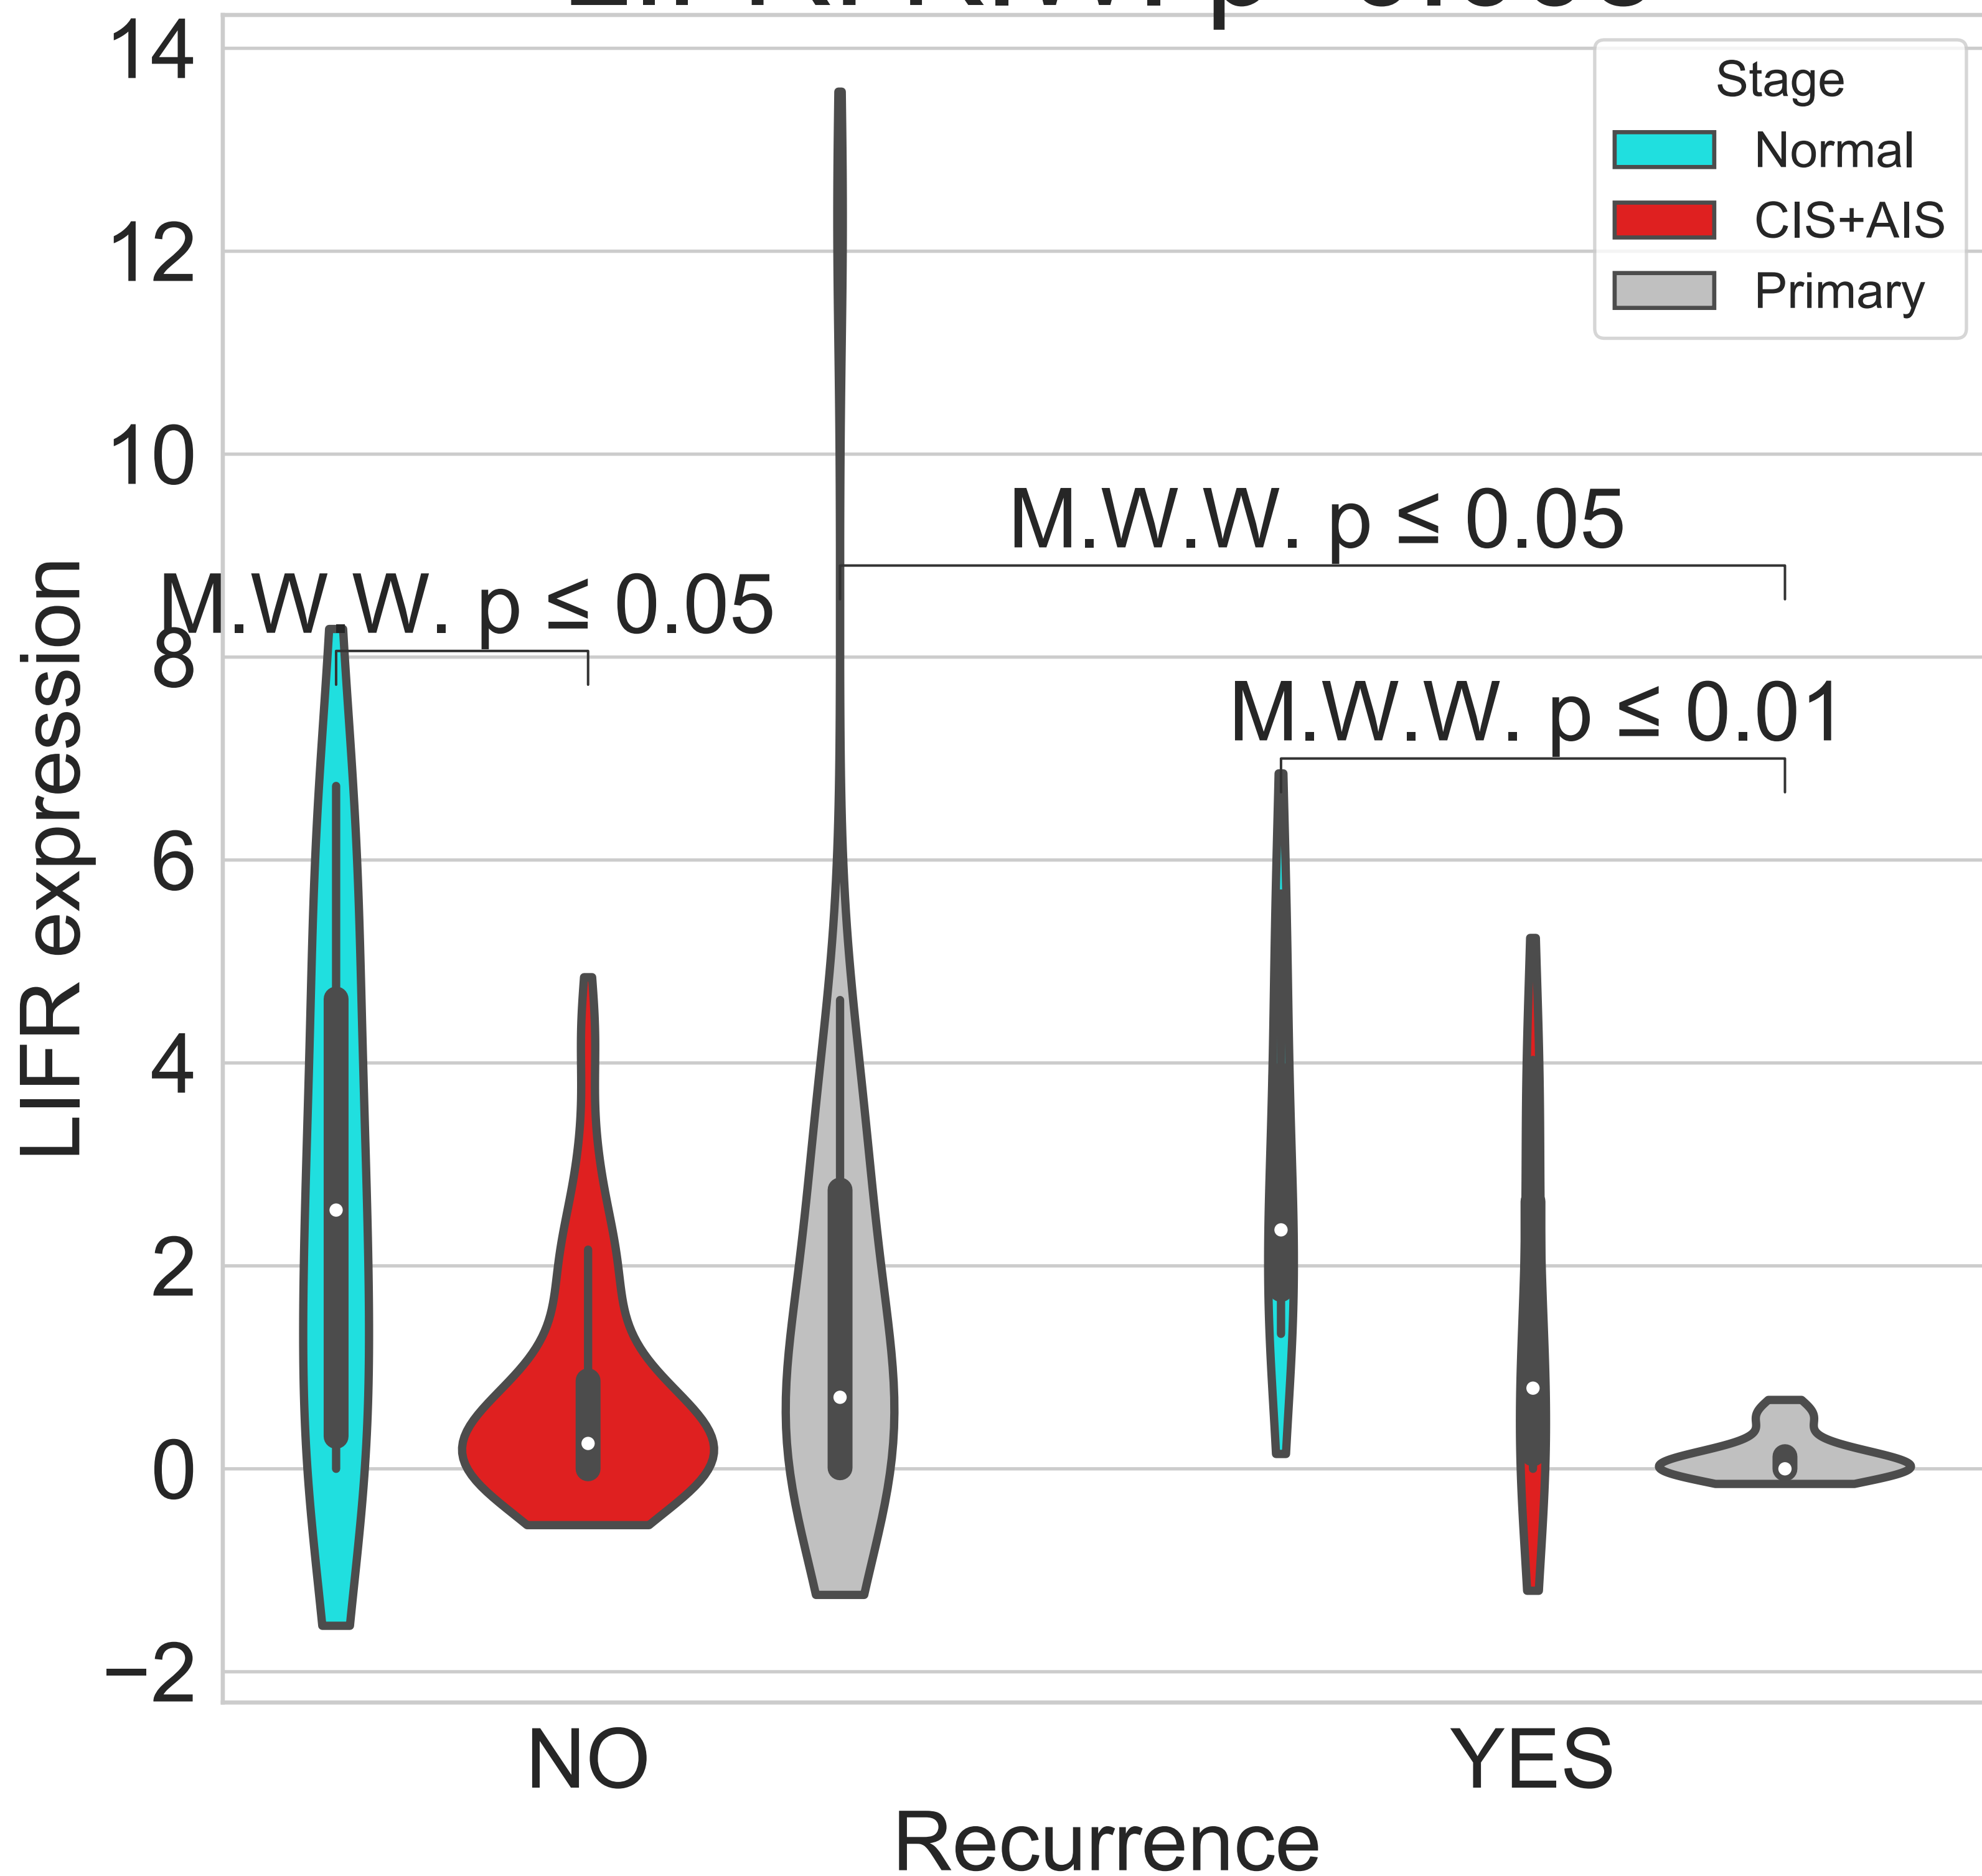 14
12
10
8
6
4
2
0
−2
LIFR expression
Stage
Normal
CIS+AIS
Primary
M.W.W. p ≤ 0.05
M.W.W. p ≤ 0.05
M.W.W. p ≤ 0.01
NO
YES
Recurrence